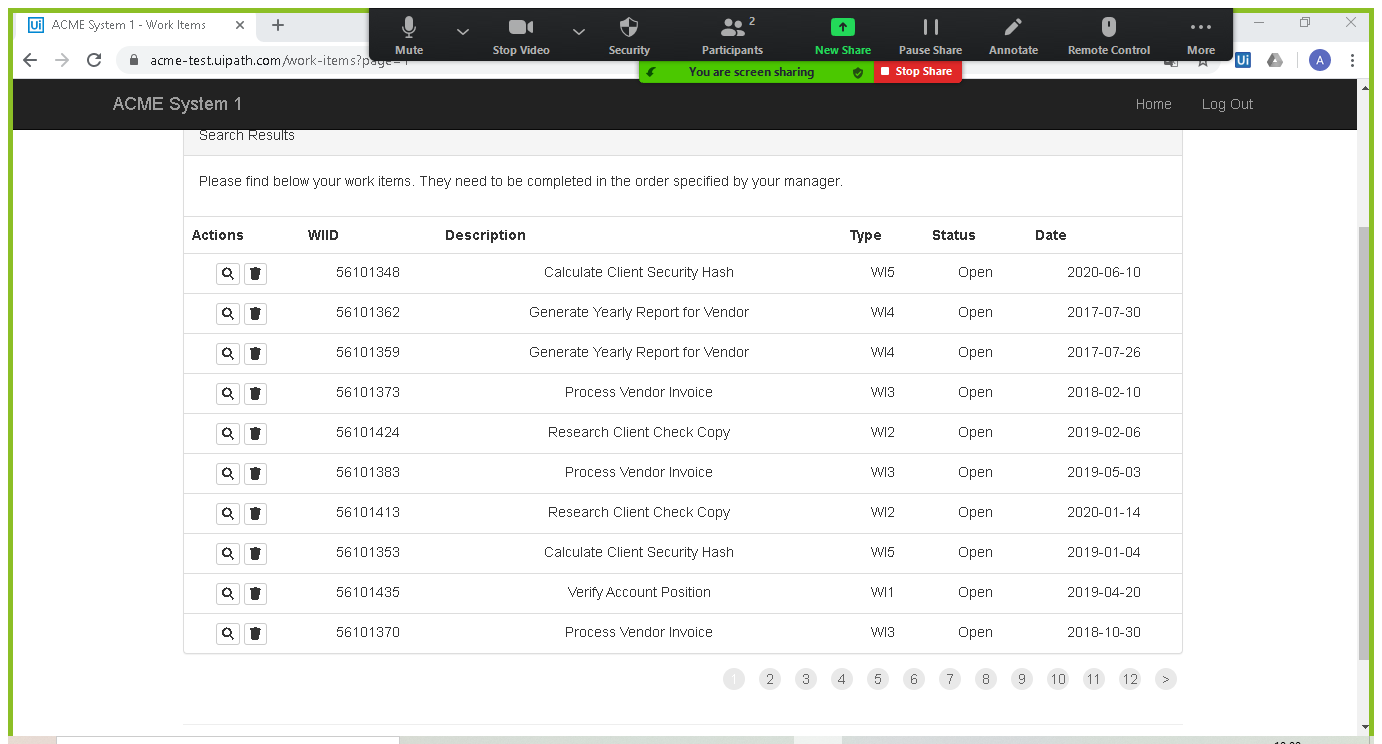 Ui ACME System 1 - Work Items
Mute Stop Video Security Participants 2 New Share Pause Share Annotate Remote Control More
acme-test.uipath.com/work-items?page=1
Ui A
You are screen sharing Stop Share
ACME System 1 Home Log Out
Search Results
Please find below your work items. They need to be completed in the order specified by your manager.
Actions WIID Description Type Status Date
56101348 Calculate Client Security Hash WI5 Open 2020-06-10
56101362 Generate Yearly Report for Vendor WI4 Open 2017-07-30
56101359 Generate Yearly Report for Vendor WI4 Open 2017-07-26
56101373 Process Vendor Invoice WI3 Open 2018-02-10
56101424 Research Client Check Copy WI2 Open 2019-02-06
56101383 Process Vendor Invoice WI3 Open 2019-05-03
56101413 Research Client Check Copy WI2 Open 2020-01-14
56101353 Calculate Client Security Hash WI5 Open 2019-01-04
56101435 Verify Account Position WI1 Open 2019-04-20
56101370 Process Vendor Invoice WI3 Open 2018-10-30
1 2 3 4 5 6 7 8 9 10 11 12 >